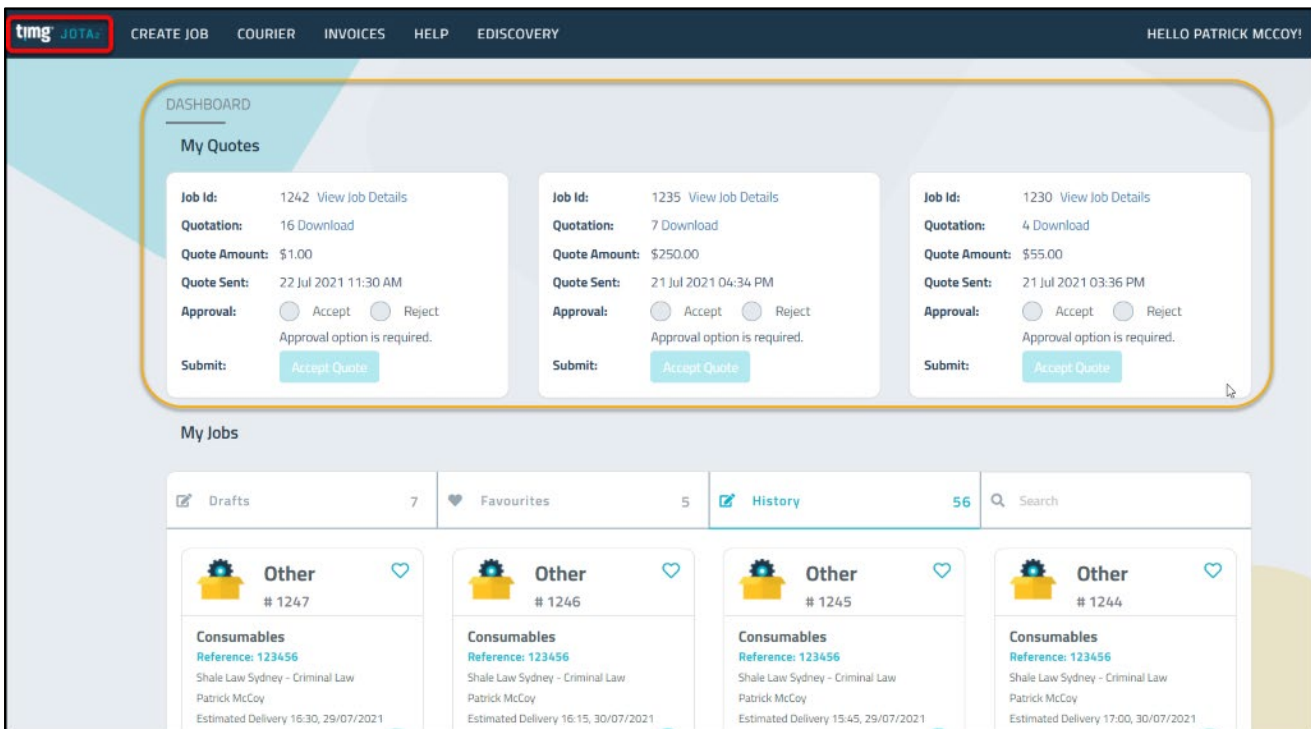 timg JOTA2 CREATE JOB COURIER INVOICES HELP EDISCOVERY HELLO PATRICK MCCOY!
DASHBOARD
My Quotes
Job Id: 1242 View Job Details Job Id: 1235 View Job Details Job Id: 1230 View Job Details
Quotation: 16 Download Quotation: 7 Download Quotation: 4 Download
Quote Amount: $1.00 Quote Amount: $250.00 Quote Amount: $55.00
Quote Sent: 22 Jul 2021 11:30 AM Quote Sent: 21 Jul 2021 04:34 PM Quote Sent: 21 Jul 2021 03:36 PM
Approval: Accept Reject Approval: Accept Reject Approval: Accept Reject
Approval option is required. Approval option is required. Approval option is required.
Submit: Accept Quote Submit: Accept Quote Submit: Accept Quote
My Jobs
Drafts 7 Favourites 5 History 56 Search
Other Other Other Other
# 1247 # 1246 # 1245 # 1244
Consumables Consumables Consumables Consumables
Reference: 123456 Reference: 123456 Reference: 123456 Reference: 123456
Shale Law Sydney - Criminal Law Shale Law Sydney - Criminal Law Shale Law Sydney - Criminal Law Shale Law Sydney - Criminal Law
Patrick McCoy Patrick McCoy Patrick McCoy Patrick McCoy
Estimated Delivery 16:30, 29/07/2021 Estimated Delivery 16:15, 30/07/2021 Estimated Delivery 15:45, 29/07/2021 Estimated Delivery 17:00, 30/07/2021